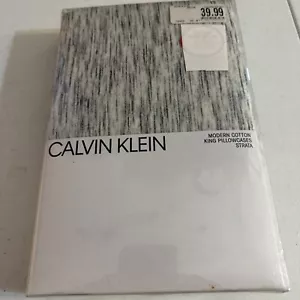 39.99
CALVIN KLEIN
MODERN COTTON
KING PILLOWCASES
STRATA